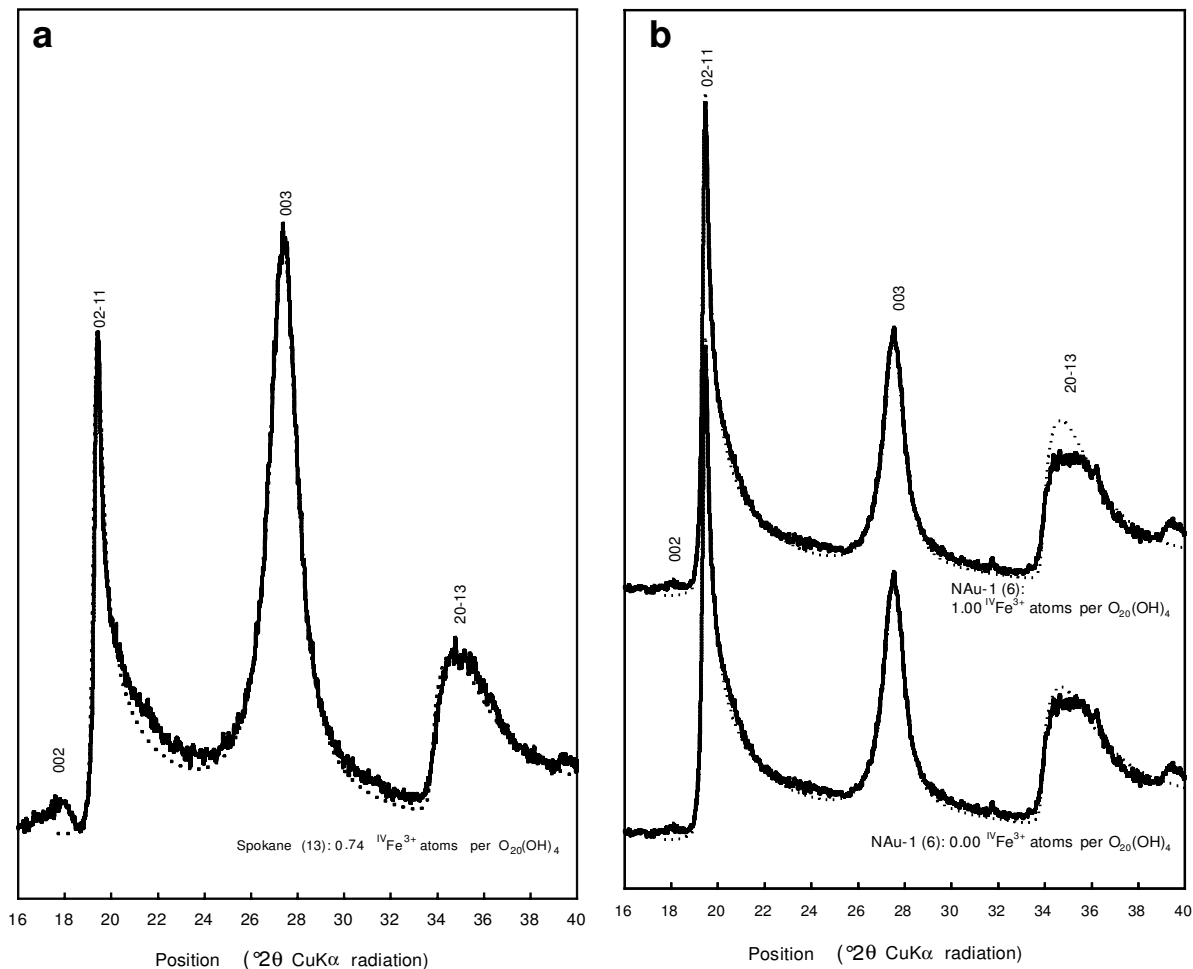 a
002
02-11
003
20-13
Spokane (13): 0.74 IVFe3+ atoms per O20(OH)4
16 18 20 22 24 26 28 30 32 34 36 38 40
Position (°2θ CuKα radiation)
b
02-11
003
20-13
002
NAu-1 (6):
1.00 IVFe3+ atoms per O20(OH)4
NAu-1 (6): 0.00 IVFe3+ atoms per O20(OH)4
16 18 20 22 24 26 28 30 32 34 36 38 40
Position (°2θ CuKα radiation)